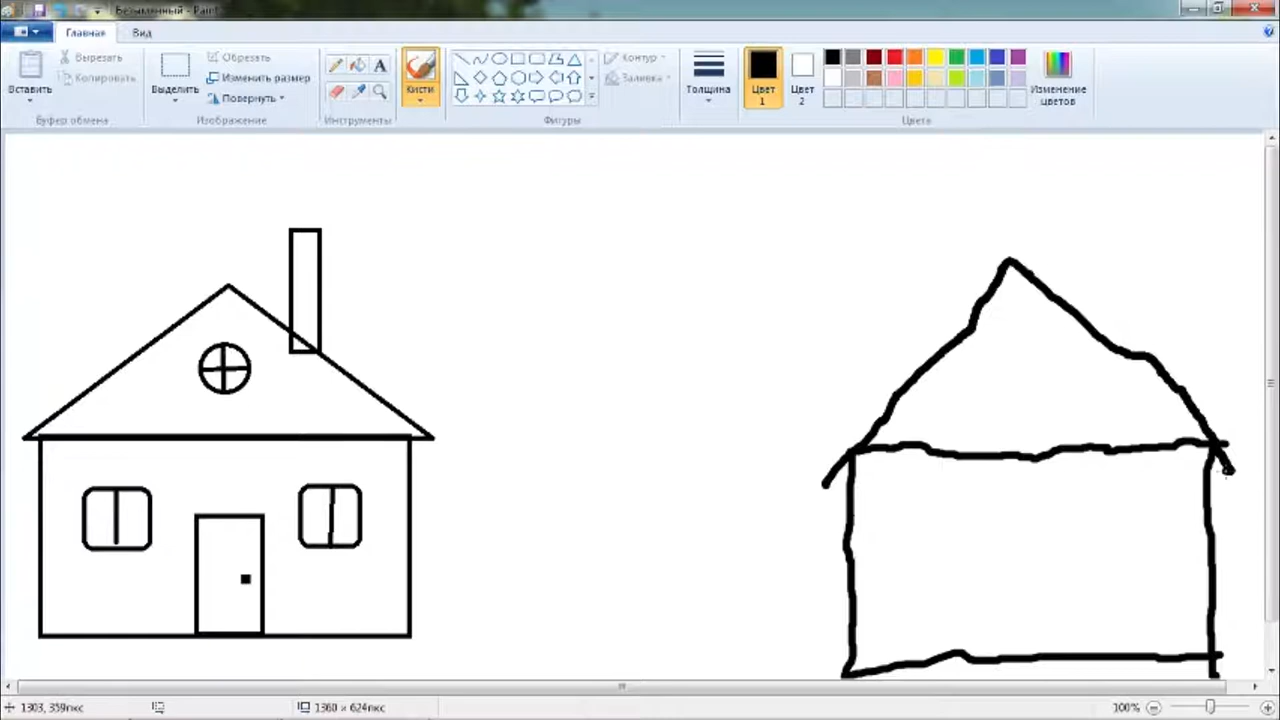 Безымянный - Paint
Главная Вид
Вставить
Вырезать
Копировать
Буфер обмена
Выделить
Обрезать
Изменить размер
Повернуть
Изображение
A
Инструменты
Кисти
Контур
Заливка
Фигуры
Толщина
Цвет 1
Цвет 2
Изменение цветов
Цвета
1303, 359пкс
1360 × 624пкс
100%